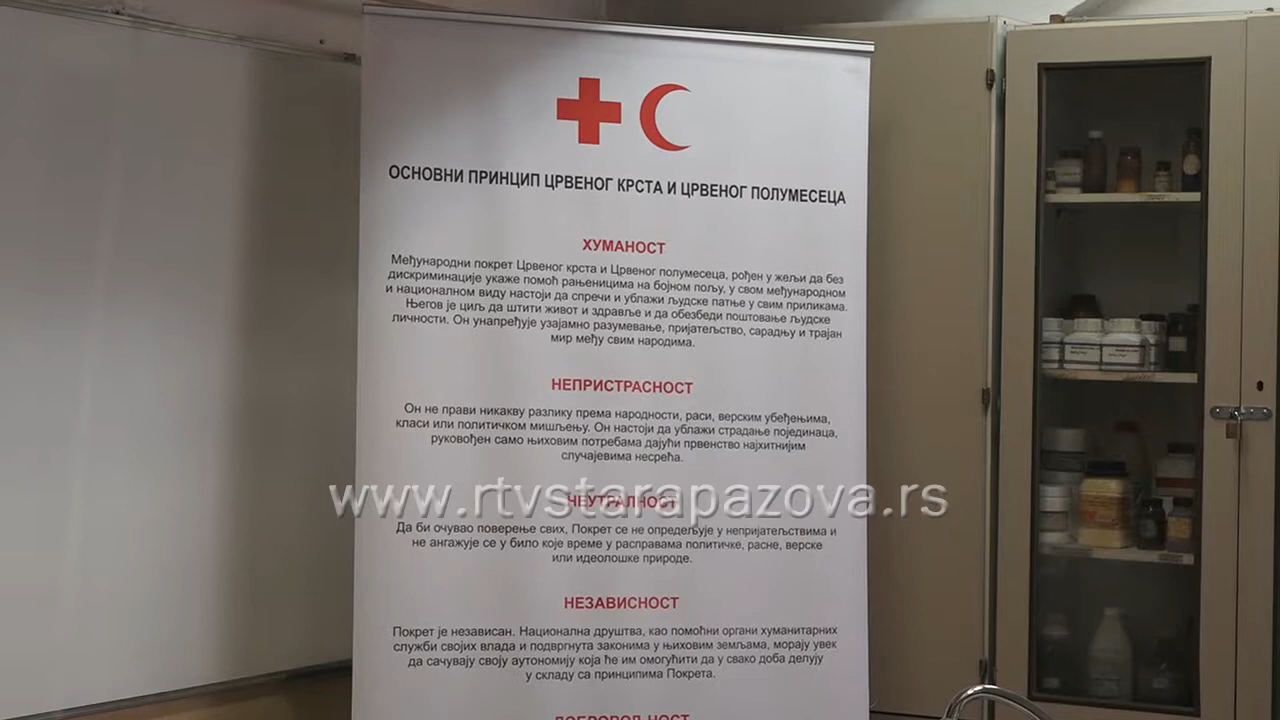 ОСНОВНИ ПРИНЦИП ЦРВЕНОГ КРСТА И ЦРВЕНОГ ПОЛУМЕСЕЦА
ХУМАНОСТ
Међународни покрет Црвеног крста и Црвеног полумесеца, рођен у жељи да без
дискриминације укаже помоћ рањеницима на бојном пољу, у свом међународном
и националном виду настоји да спречи и ублажи људске патње у свим приликама.
Његов је циљ да штити живот и здравље и да обезбеди поштовање људске
личности. Он унапређује узајамно разумевање, пријатељство, сарадњу и трајан
мир међу свим народима.
НЕПРИСТРАСНОСТ
Он не прави никакву разлику према народности, раси, верским убеђењима,
класи или политичком мишљењу. Он настоји да ублажи страдање појединаца,
руковођен само њиховим потребама дајући првенство најхитнијим
случајевима несрећа.
НЕУТРАЛНОСТ
www.rtvstarapazova.rs
Да би очувао поверење свих, Покрет се не опредељује у непријатељствима и
не ангажује се у било које време у расправама политичке, расне, верске
или идеолошке природе.
НЕЗАВИСНОСТ
Покрет је независан. Национална друштва, као помоћни органи хуманитарних
служби својих влада и подвргнута законима у њиховим земљама, морају увек
да сачувају своју аутономију која ће им омогућити да у свако доба делују
у складу са принципима Покрета.